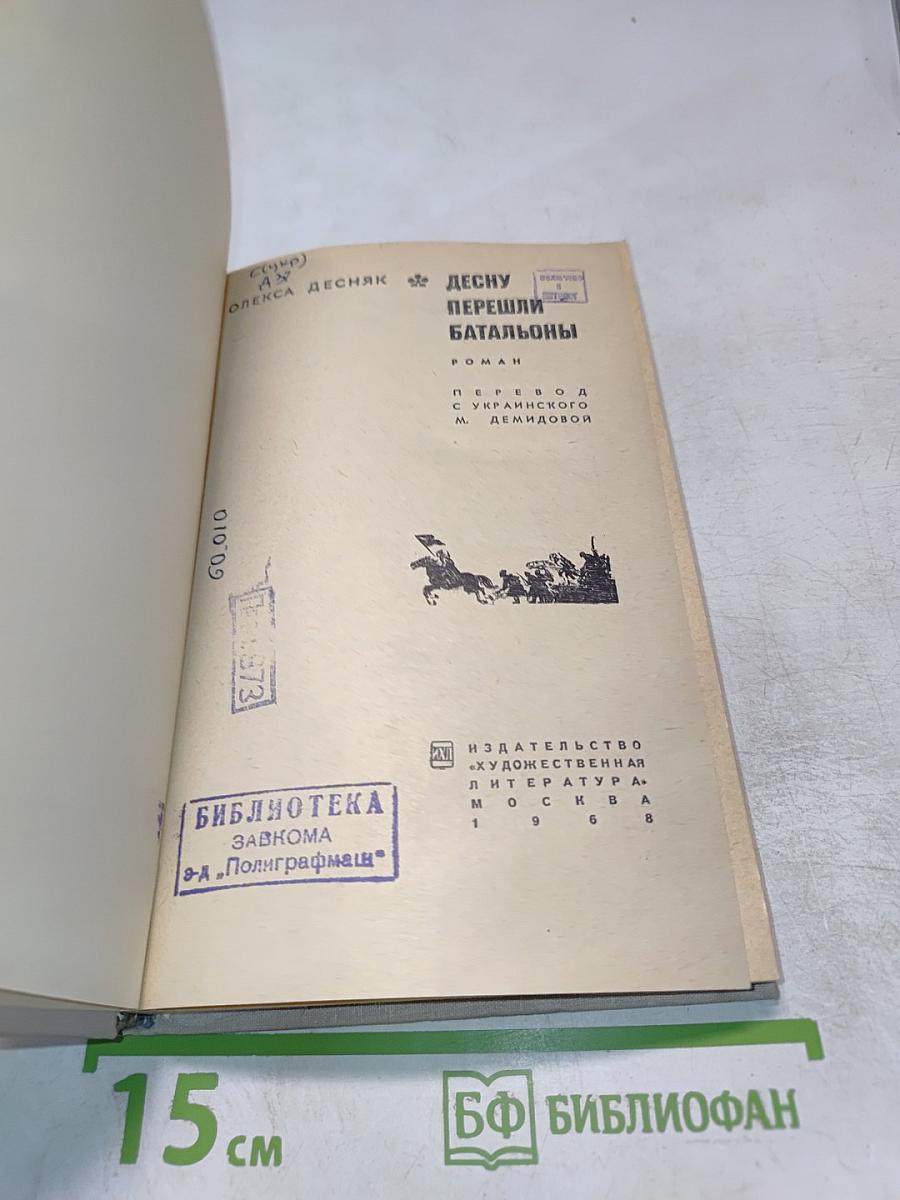 С(укр)
ОЛЕКСА ДЕСНЯК
ДЕСНУ
ПЕРЕШЛИ
БАТАЛЬОНЫ
РОМАН
ПЕРЕВОД
С УКРАИНСКОГО
М. ДЕМИДОВОЙ
60.010
ИЗДАТЕЛЬСТВО
«ХУДОЖЕСТВЕННАЯ
ЛИТЕРАТУРА»
МОСКВА
1968
БИБЛИОТЕКА
ЗАВКОМА
з-д „Полиграфмаш"
15 см
БФ БИБЛИОФАН